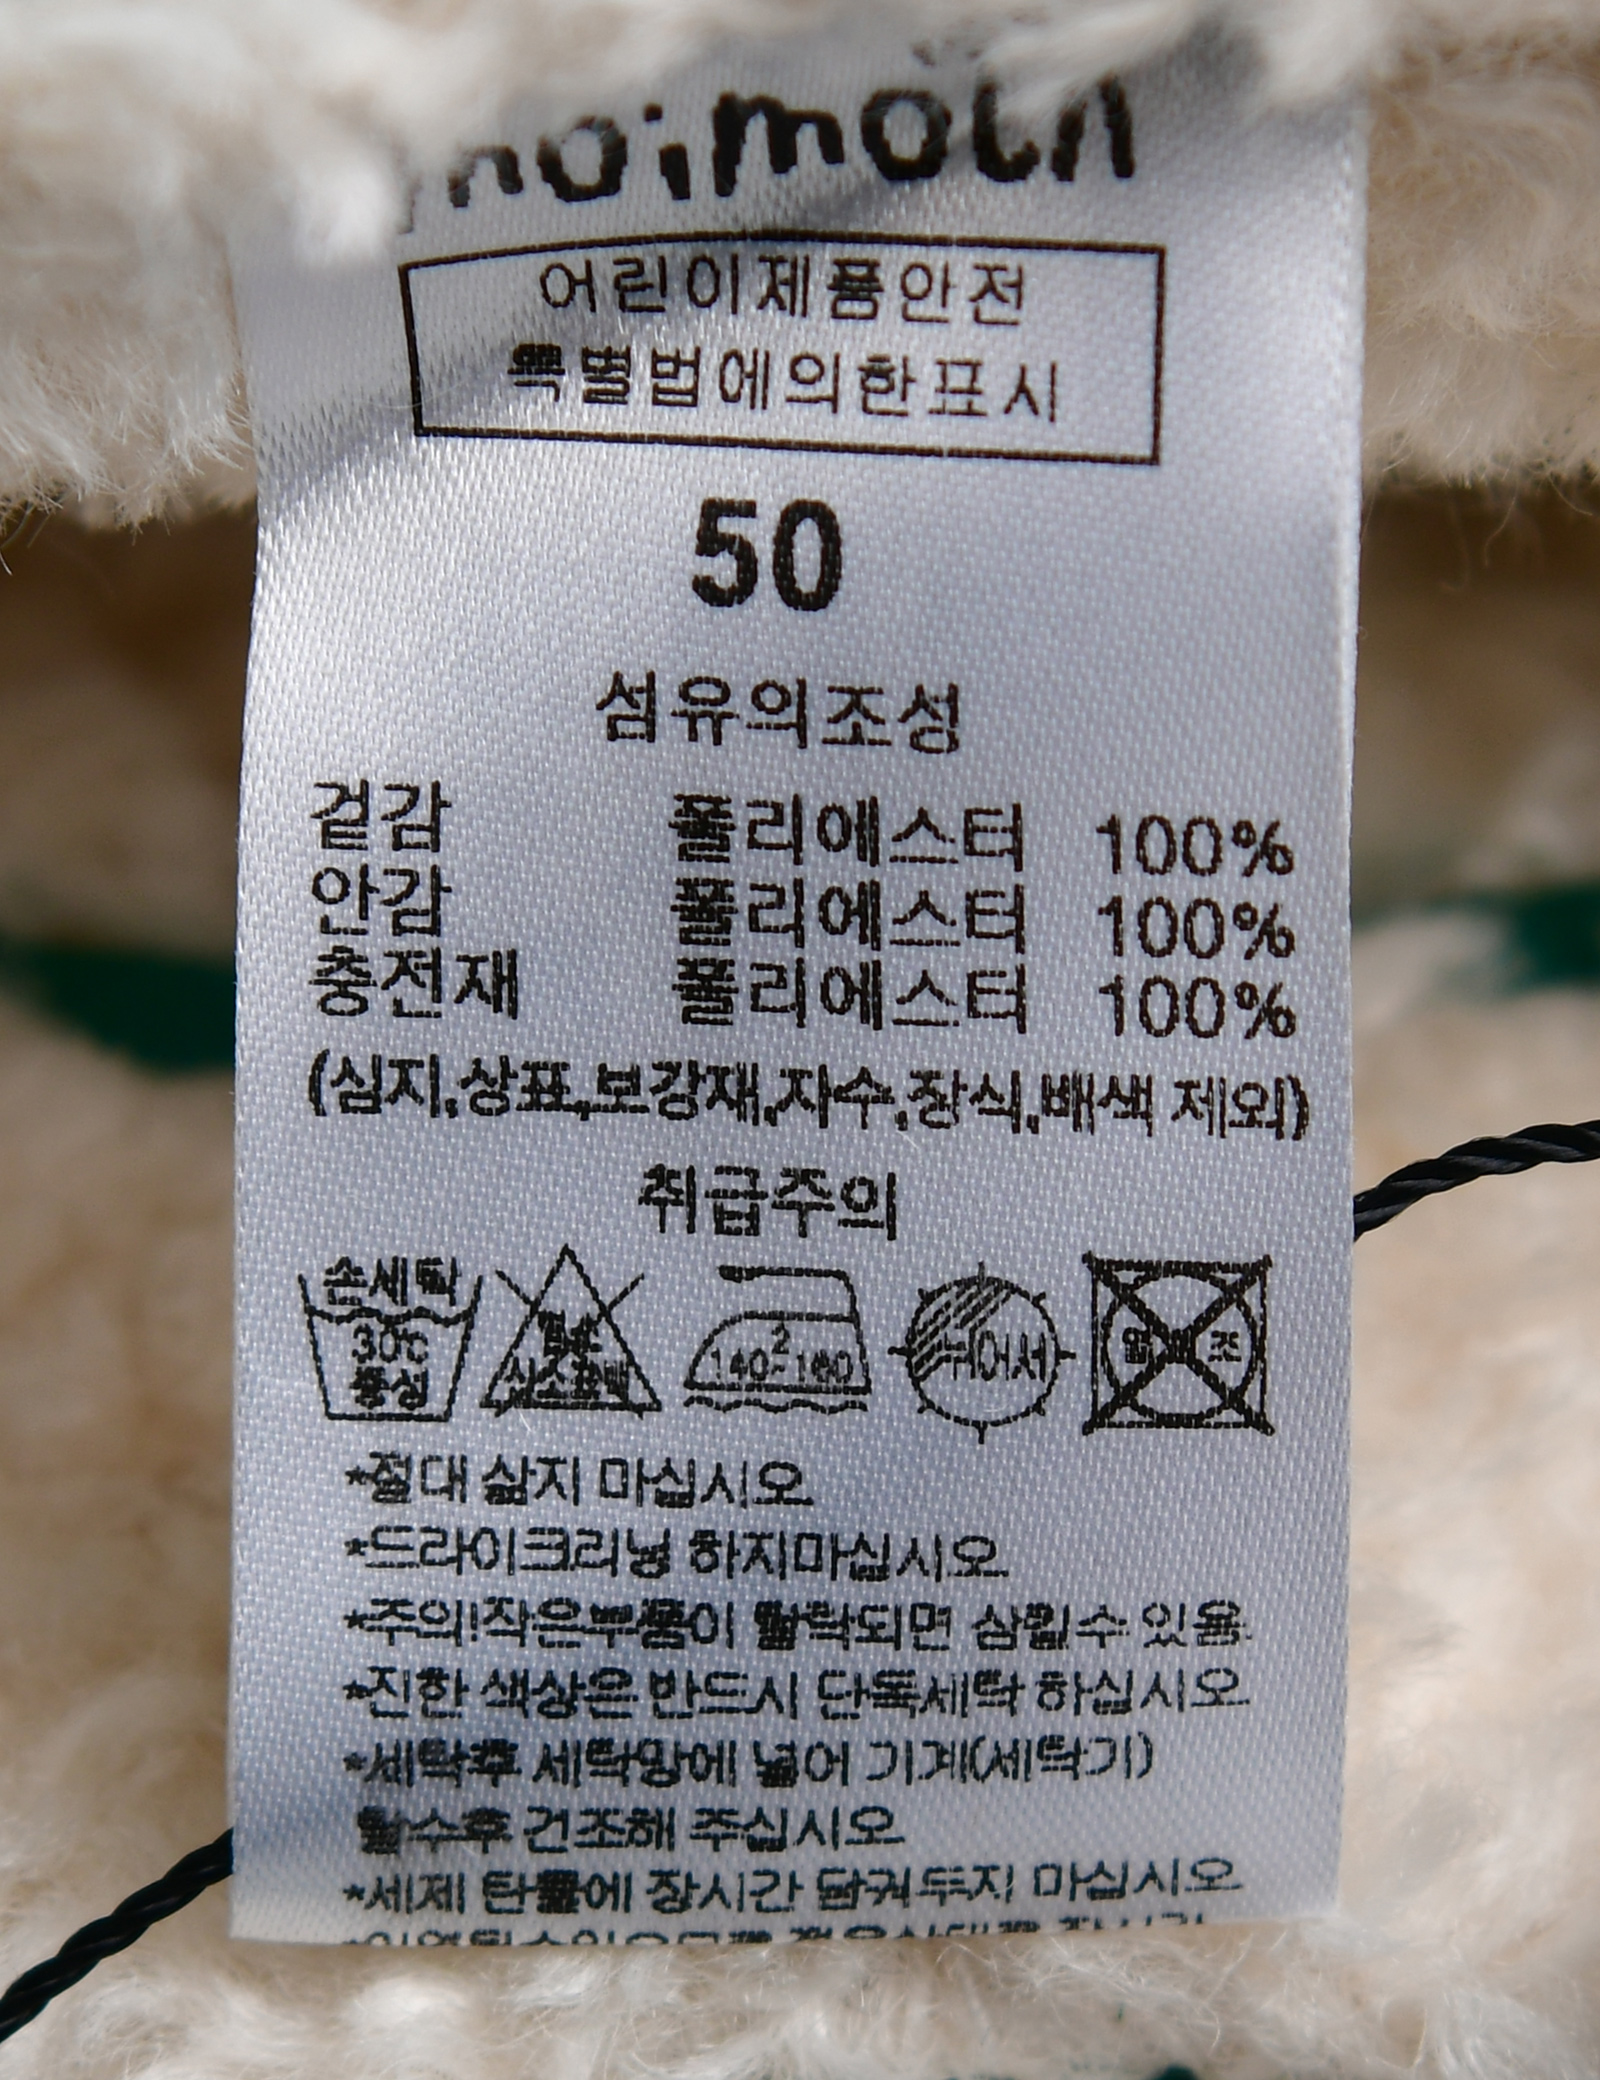 moimoln
어린이제품안전
특별법에의한표시
50
섬유의조성
겉감 폴리에스터 100%
안감 폴리에스터 100%
충전재 폴리에스터 100%
(심지,상표,보강재,자수,장식,배색 제외)
취급주의
손세탁
30℃
중성
염소
산소표백
2
140-160
뉘어서
*절대 삶지 마십시오
*드라이크리닝 하지마십시오
*주의!작은부품이 탈락되면 삼킬수 있음.
*진한 색상은 반드시 단독세탁 하십시오
*세탁후 세탁망에 넣어 기계(세탁기)
탈수후 건조해 주십시오
*세제 탄물에 장시간 담궈두지 마십시오